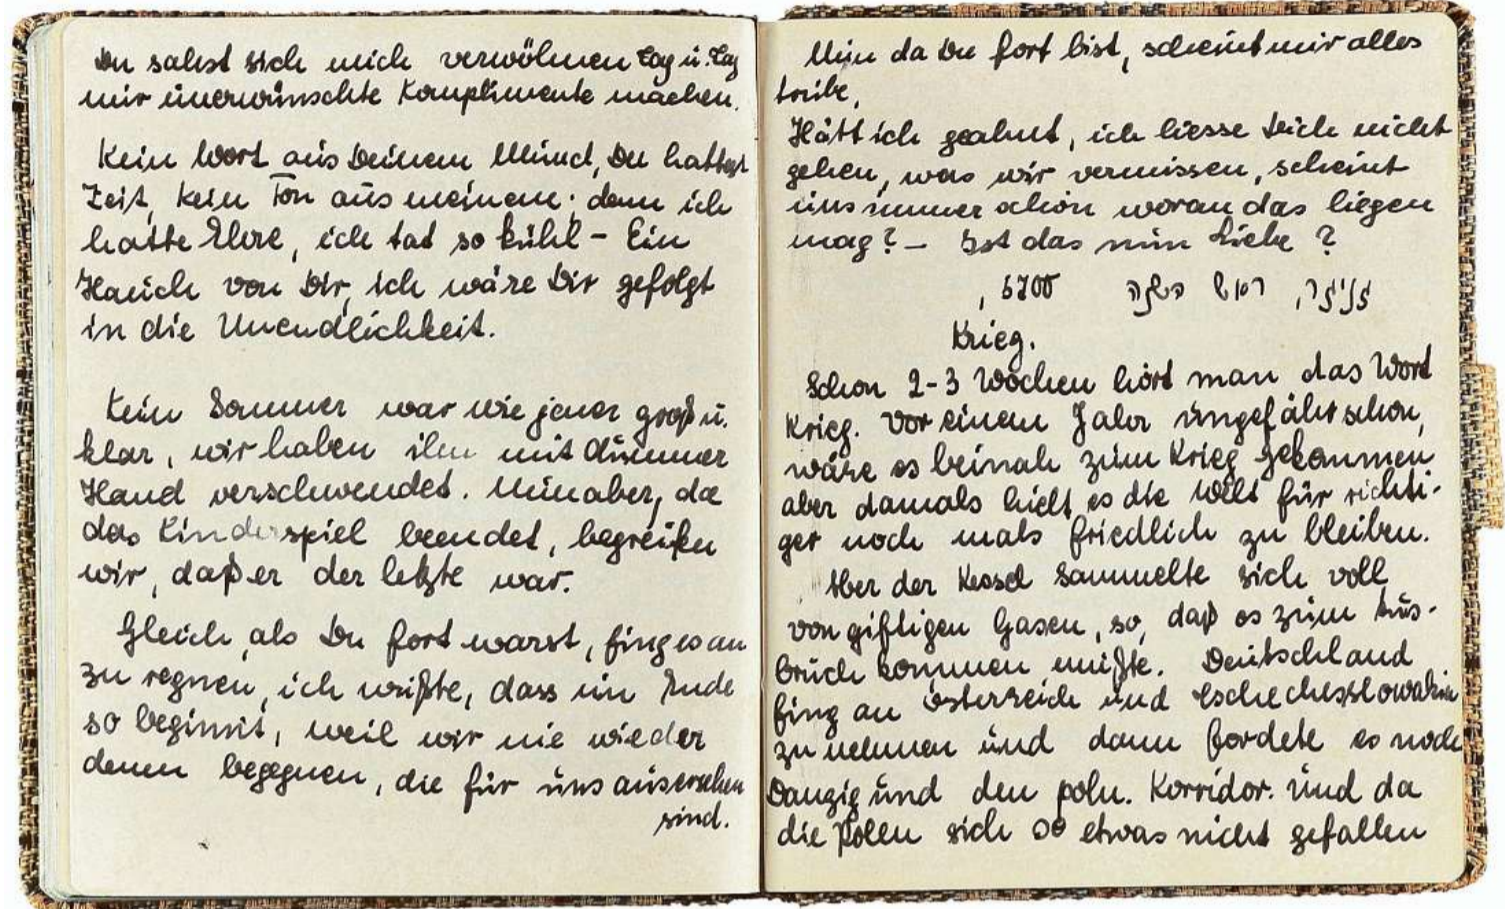 Du sahst sich mich verwöhnen Tag u. Tag
mir unerwünschte Komplimente machen.
Kein Wort aus Deinem Mund, Du hattest
Zeit, kein Ton aus meinem; denn ich
hatte Ehre, ich tat so kühl – Ein
Hauch von Dir, ich wäre Dir gefolgt
in die Unendlichkeit.
Kein Sommer war wie jener groß u.
klar, wir haben ihn mit dummer
Hand verschwendet. Nun aber, da
das Kinderspiel beendet, begreifen
wir, daß er der letzte war.
Gleich, als Du fort warst, fing es an
zu regnen, ich wußte, dass ein Ende
so beginnt, weil wir nie wieder
denen begegnen, die für uns ausersehen
sind.
Nun da Du fort bist, scheint mir alles
trübe,
Hätt ich geahnt, ich liesse Dich nicht
gehen, was wir vermissen, scheint
uns immer schön woran das liegen
mag? – Ist das nun Liebe?
5700
Krieg.
Schon 2-3 Wochen hört man das Wort
Krieg. Vor einem Jahr ungefähr schon,
wäre es beinah zum Krieg gekommen
aber damals hielt es die Welt für richti-
ger noch mals friedlich zu bleiben.
Aber der Kessel sammelte sich voll
von giftigen Gasen, so, daß es zum Aus-
bruch kommen mußte. Deutschland
fing an Österreich und
zu nehmen und dann fordete es noch
Danzig und den poln. Korridor. Und da
die Polen sich so etwas nicht gefallen